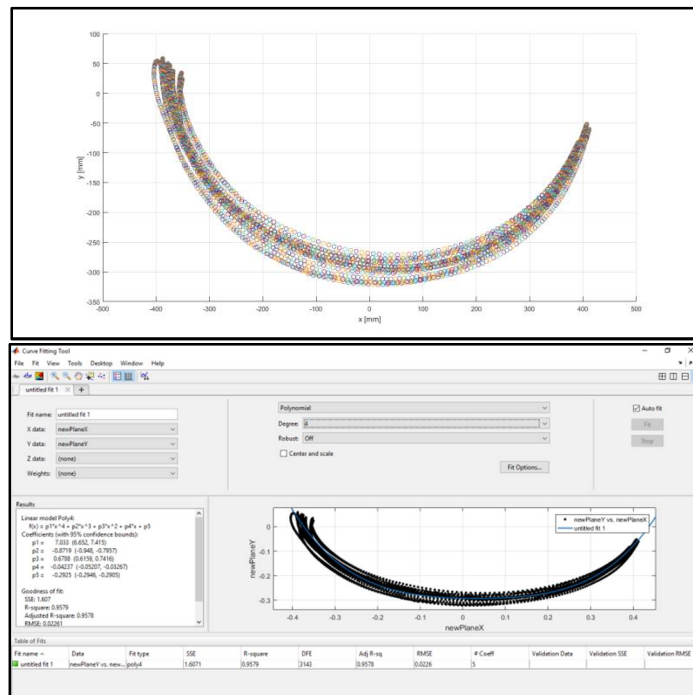 100
50
0
-50
-100
-150
-200
-250
-300
-350
y [mm]
-500 -400 -300 -200 -100 0 100 200 300 400 500
x [mm]
Curve Fitting Tool
File Fit View Tools Desktop Window Help
untitled fit 1
Fit name: untitled fit 1
X data: newPlaneX
Y data: newPlaneY
Z data: (none)
Weights: (none)
Polynomial
Degree: 4
Robust: Off
Center and scale
Fit Options...
Auto fit
Fit
Stop
Results
Linear model Poly4:
f(x) = p1*x^4 + p2*x^3 + p3*x^2 + p4*x + p5
Coefficients (with 95% confidence bounds):
p1 = 7.033 (6.652, 7.415)
p2 = -0.8719 (-0.948, -0.7957)
p3 = 0.6788 (0.6159, 0.7416)
p4 = -0.04237 (-0.05207, -0.03267)
p5 = -0.2925 (-0.2946, -0.2905)
Goodness of fit:
SSE: 1.607
R-square: 0.9579
Adjusted R-square: 0.9578
RMSE: 0.02261
newPlaneY vs. newPlaneX
untitled fit 1
0
-0.1
-0.2
-0.3
newPlaneY
-0.4 -0.3 -0.2 -0.1 0 0.1 0.2 0.3 0.4
newPlaneX
Table of Fits
Fit name Data Fit type SSE R-square DFE Adj R-sq RMSE # Coeff Validation Data Validation SSE Validation RMSE
untitled fit 1 newPlaneY vs. new... poly4 1.6071 0.9579 3143 0.9578 0.0226 5